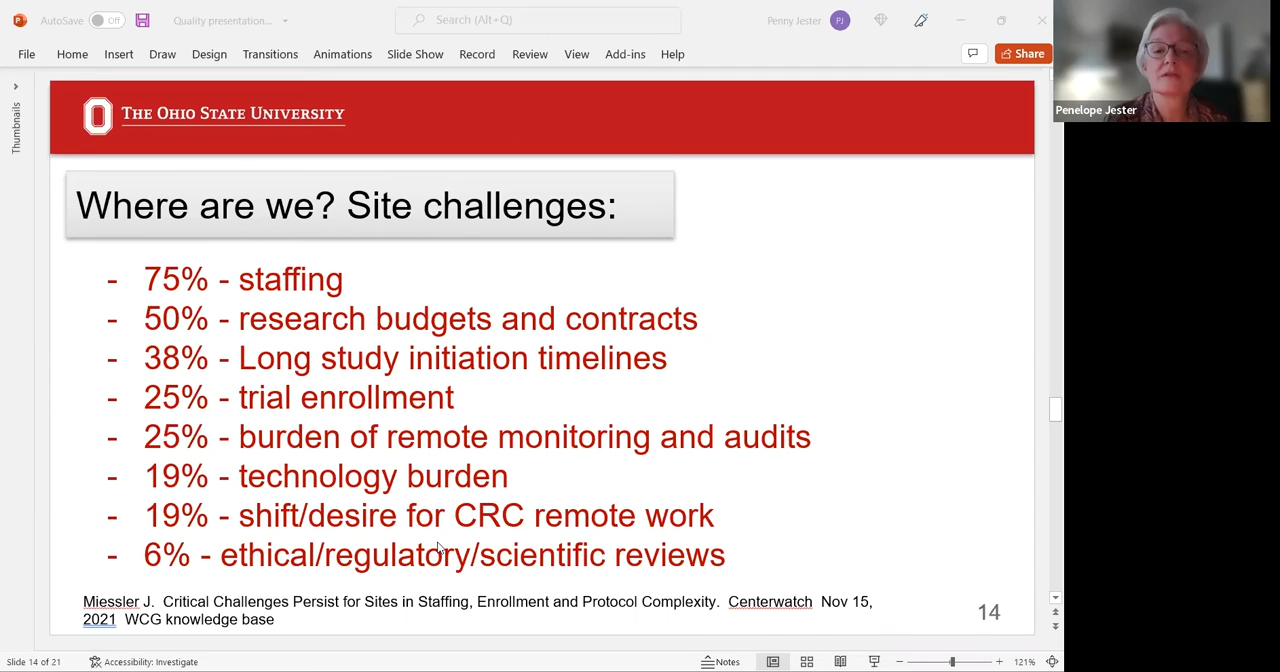 AutoSave Off Quality presentation... Search (Alt+Q) Penny Jester PJ
File Home Insert Draw Design Transitions Animations Slide Show Record Review View Add-ins Help Share
Thumbnails
THE OHIO STATE UNIVERSITY
Penelope Jester
Where are we? Site challenges:
- 75% - staffing
- 50% - research budgets and contracts
- 38% - Long study initiation timelines
- 25% - trial enrollment
- 25% - burden of remote monitoring and audits
- 19% - technology burden
- 19% - shift/desire for CRC remote work
- 6% - ethical/regulatory/scientific reviews
Miessler J. Critical Challenges Persist for Sites in Staffing, Enrollment and Protocol Complexity. Centerwatch Nov 15,
2021 WCG knowledge base
14
Slide 14 of 21 Accessibility: Investigate Notes 121%